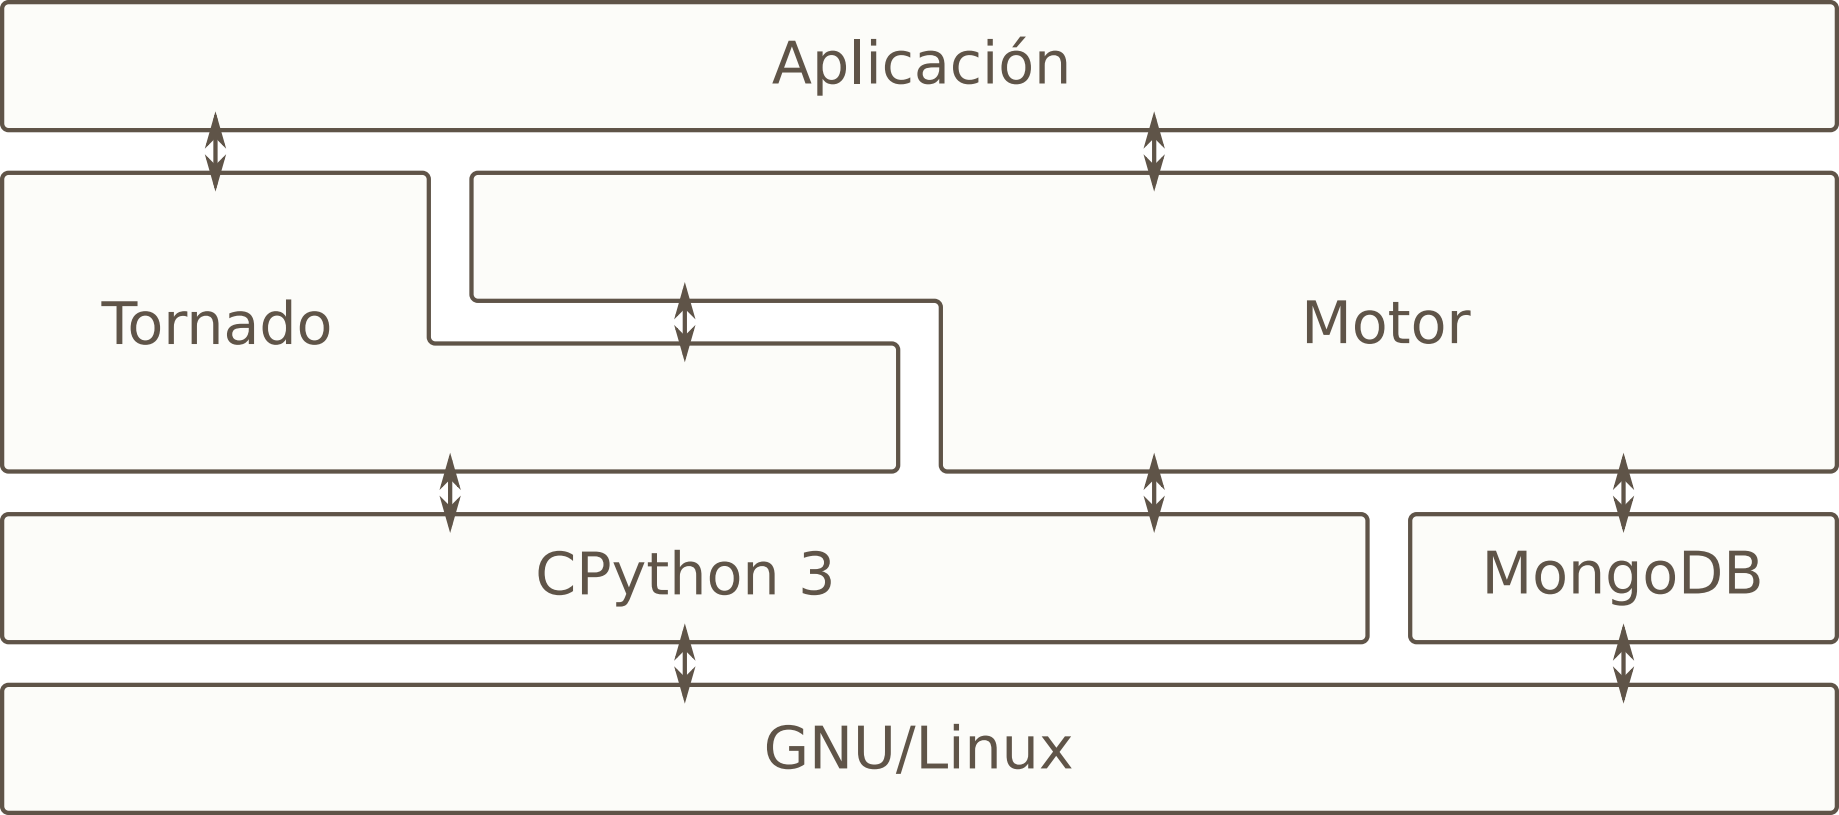 Aplicación
Tornado
Motor
CPython 3
MongoDB
GNU/Linux